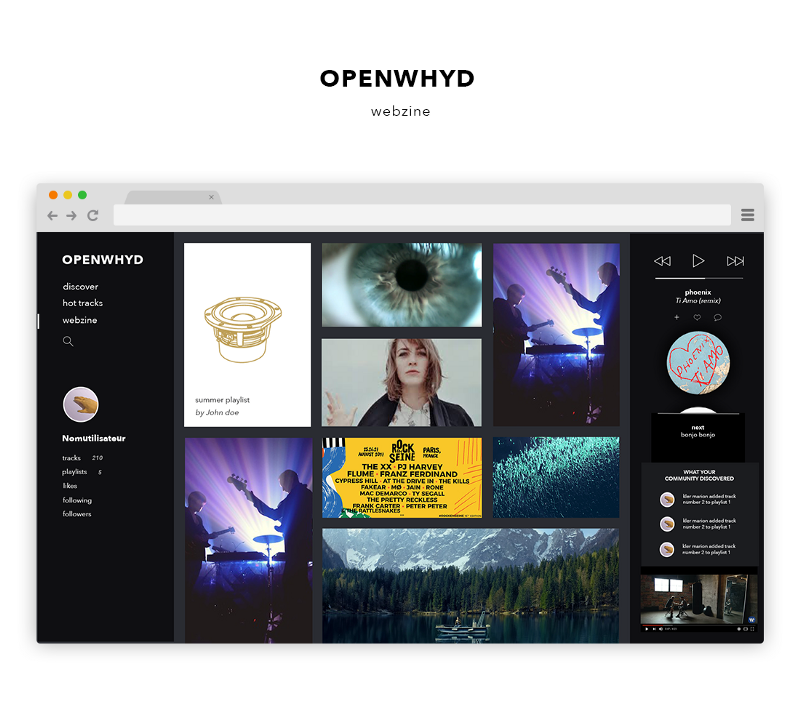 OPENWHYD
webzine
OPENWHYD
discover
hot tracks
webzine
Nomutilisateur
tracks 210
playlists 5
likes
following
followers
summer playlist
by John doe
ROCK
EN
SEINE
25.26.27
AUGUST 2017
PARIS,
FRANCE
THE XX · PJ HARVEY
FLUME · FRANZ FERDINAND
CYPRESS HILL · AT THE DRIVE IN · THE KILLS
FAKEAR · MØ · JAIN · RONE
MAC DEMARCO · TY SEGALL
THE PRETTY RECKLESS
FRANK CARTER · PETER PETER
& THE RATTLESNAKES
phoenix
Ti Amo (remix)
PHOENIX
TI AMO
next
bonjo bonjo
WHAT YOUR
COMMUNITY DISCOVERED
kler marion added track
number 2 to playlist 1
kler marion added track
number 2 to playlist 1
kler marion added track
number 2 to playlist 1